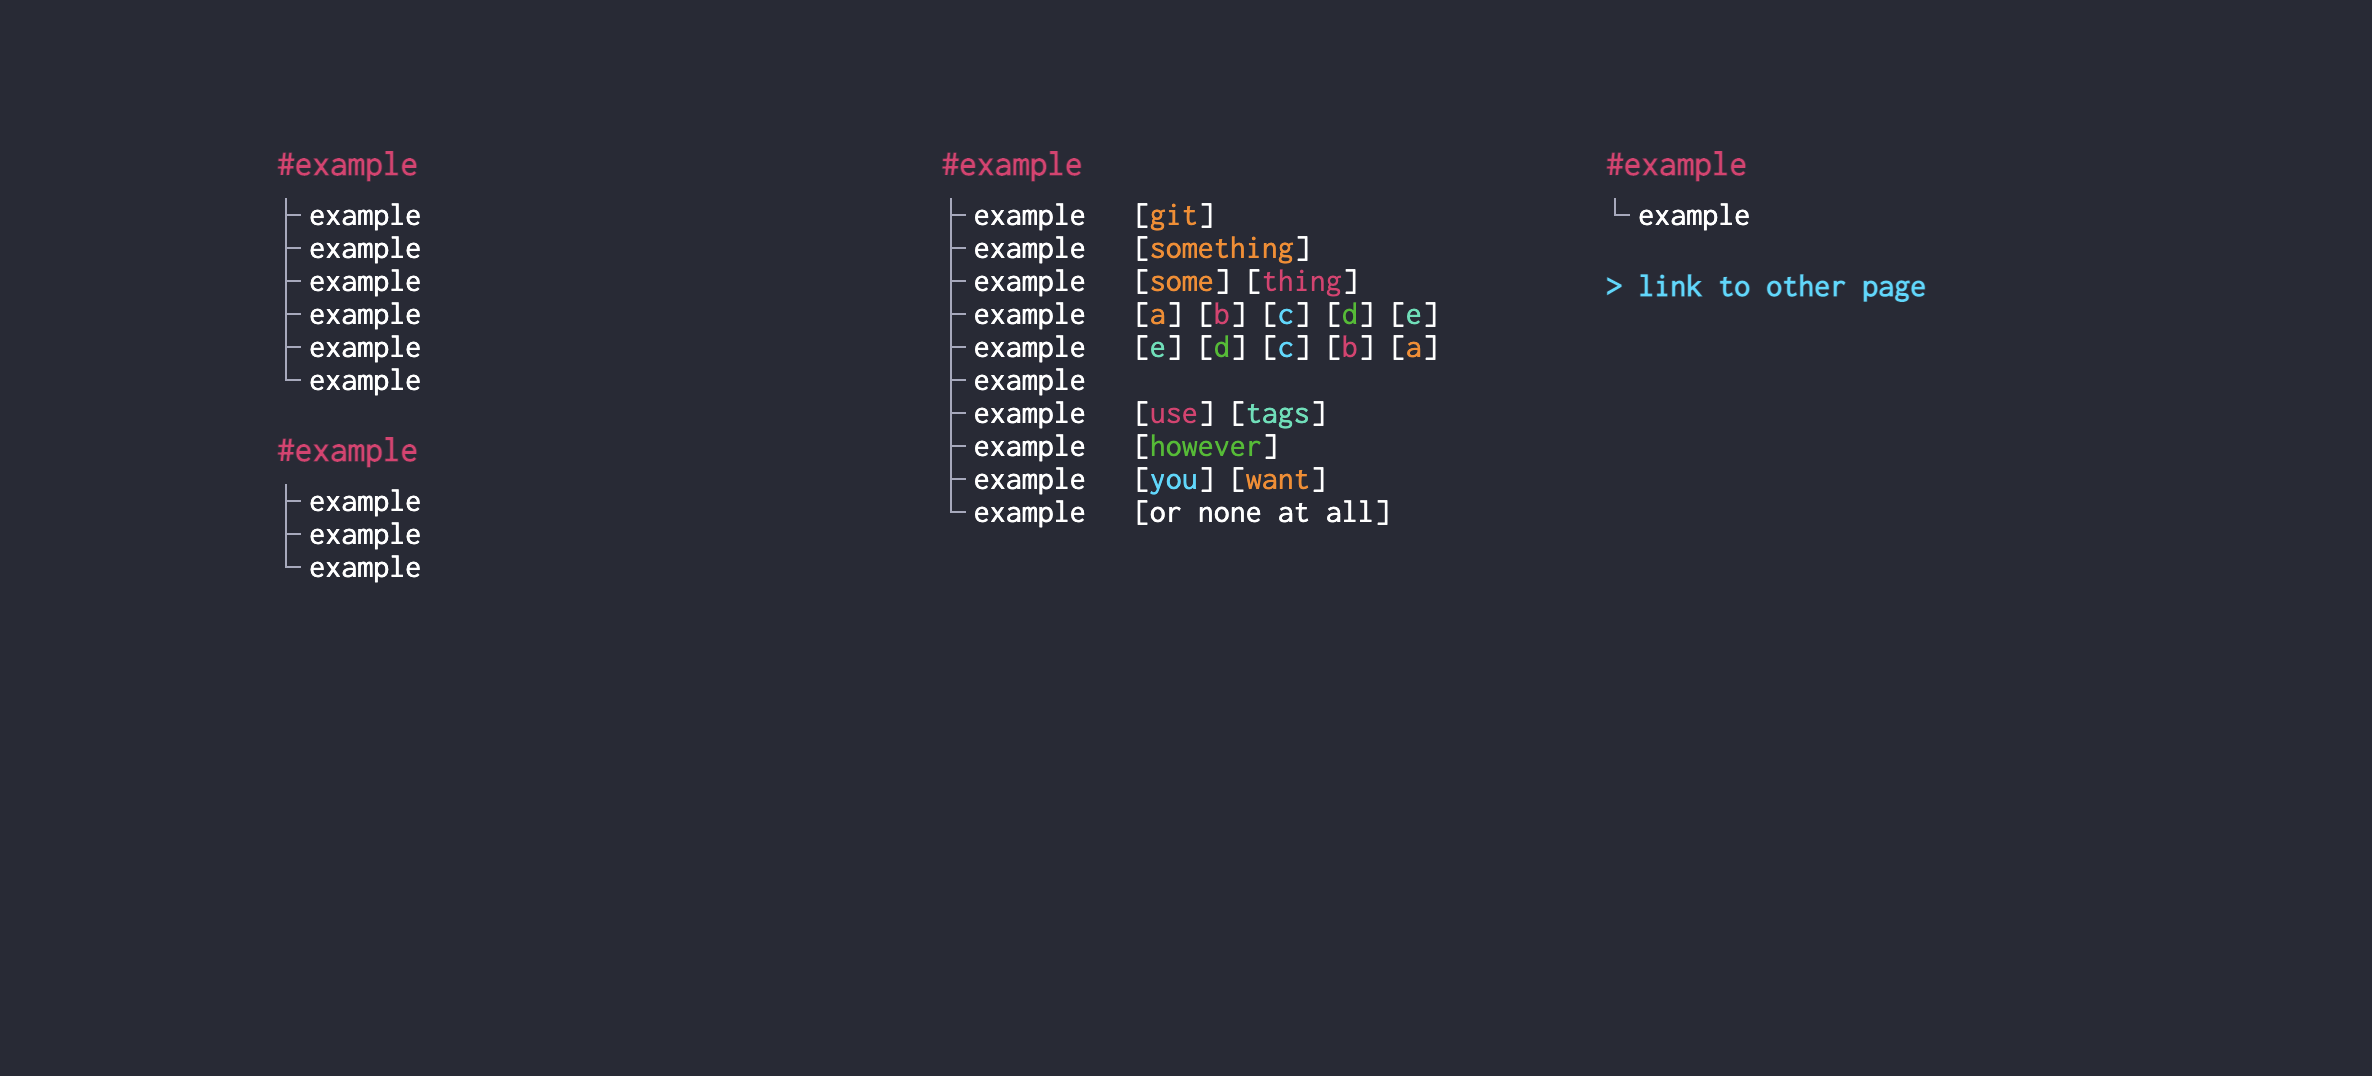 #example
example
example
example
example
example
example
#example
example
example
example
#example
example [git]
example [something]
example [some] [thing]
example [a] [b] [c] [d] [e]
example [e] [d] [c] [b] [a]
example
example [use] [tags]
example [however]
example [you] [want]
example [or none at all]
#example
example
> link to other page